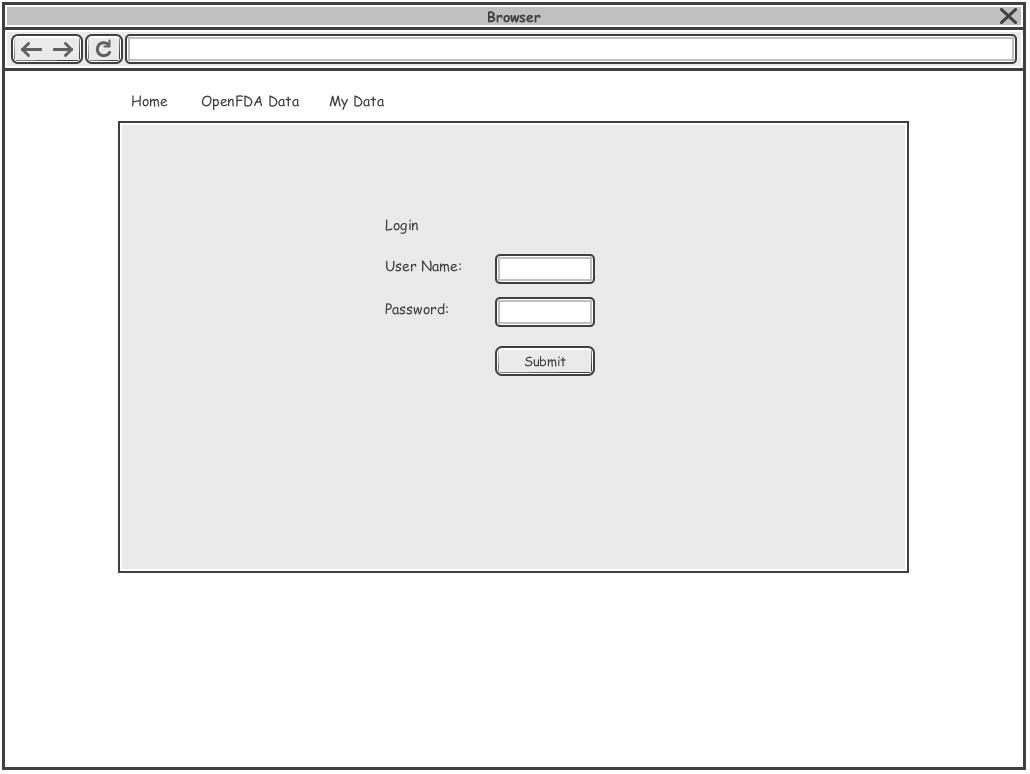 Browser
Home OpenFDA Data My Data
Login
User Name:
Password:
Submit